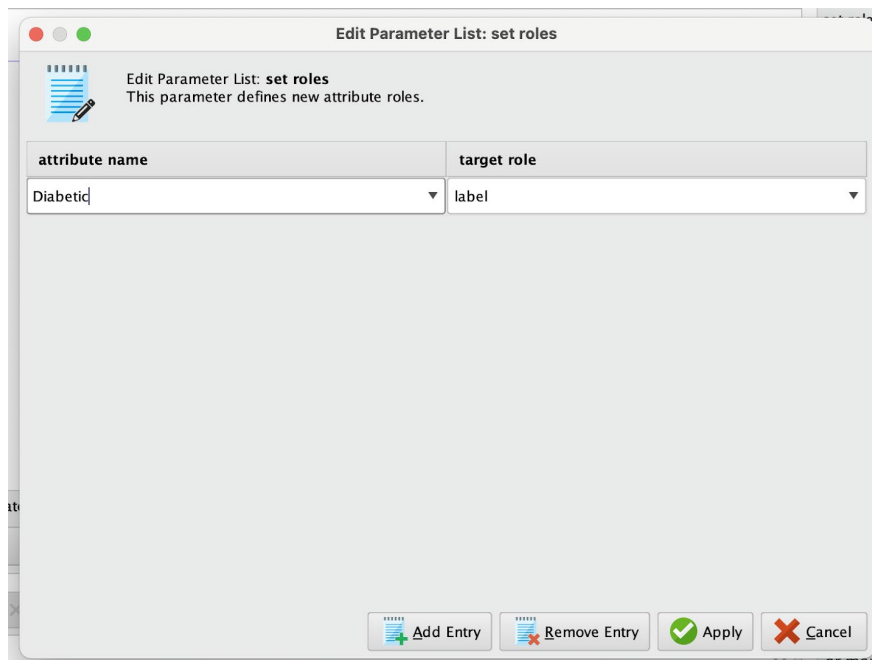 Edit Parameter List: set roles
Edit Parameter List: set roles
This parameter defines new attribute roles.
attribute name target role
Diabetic label
Add Entry Remove Entry Apply Cancel